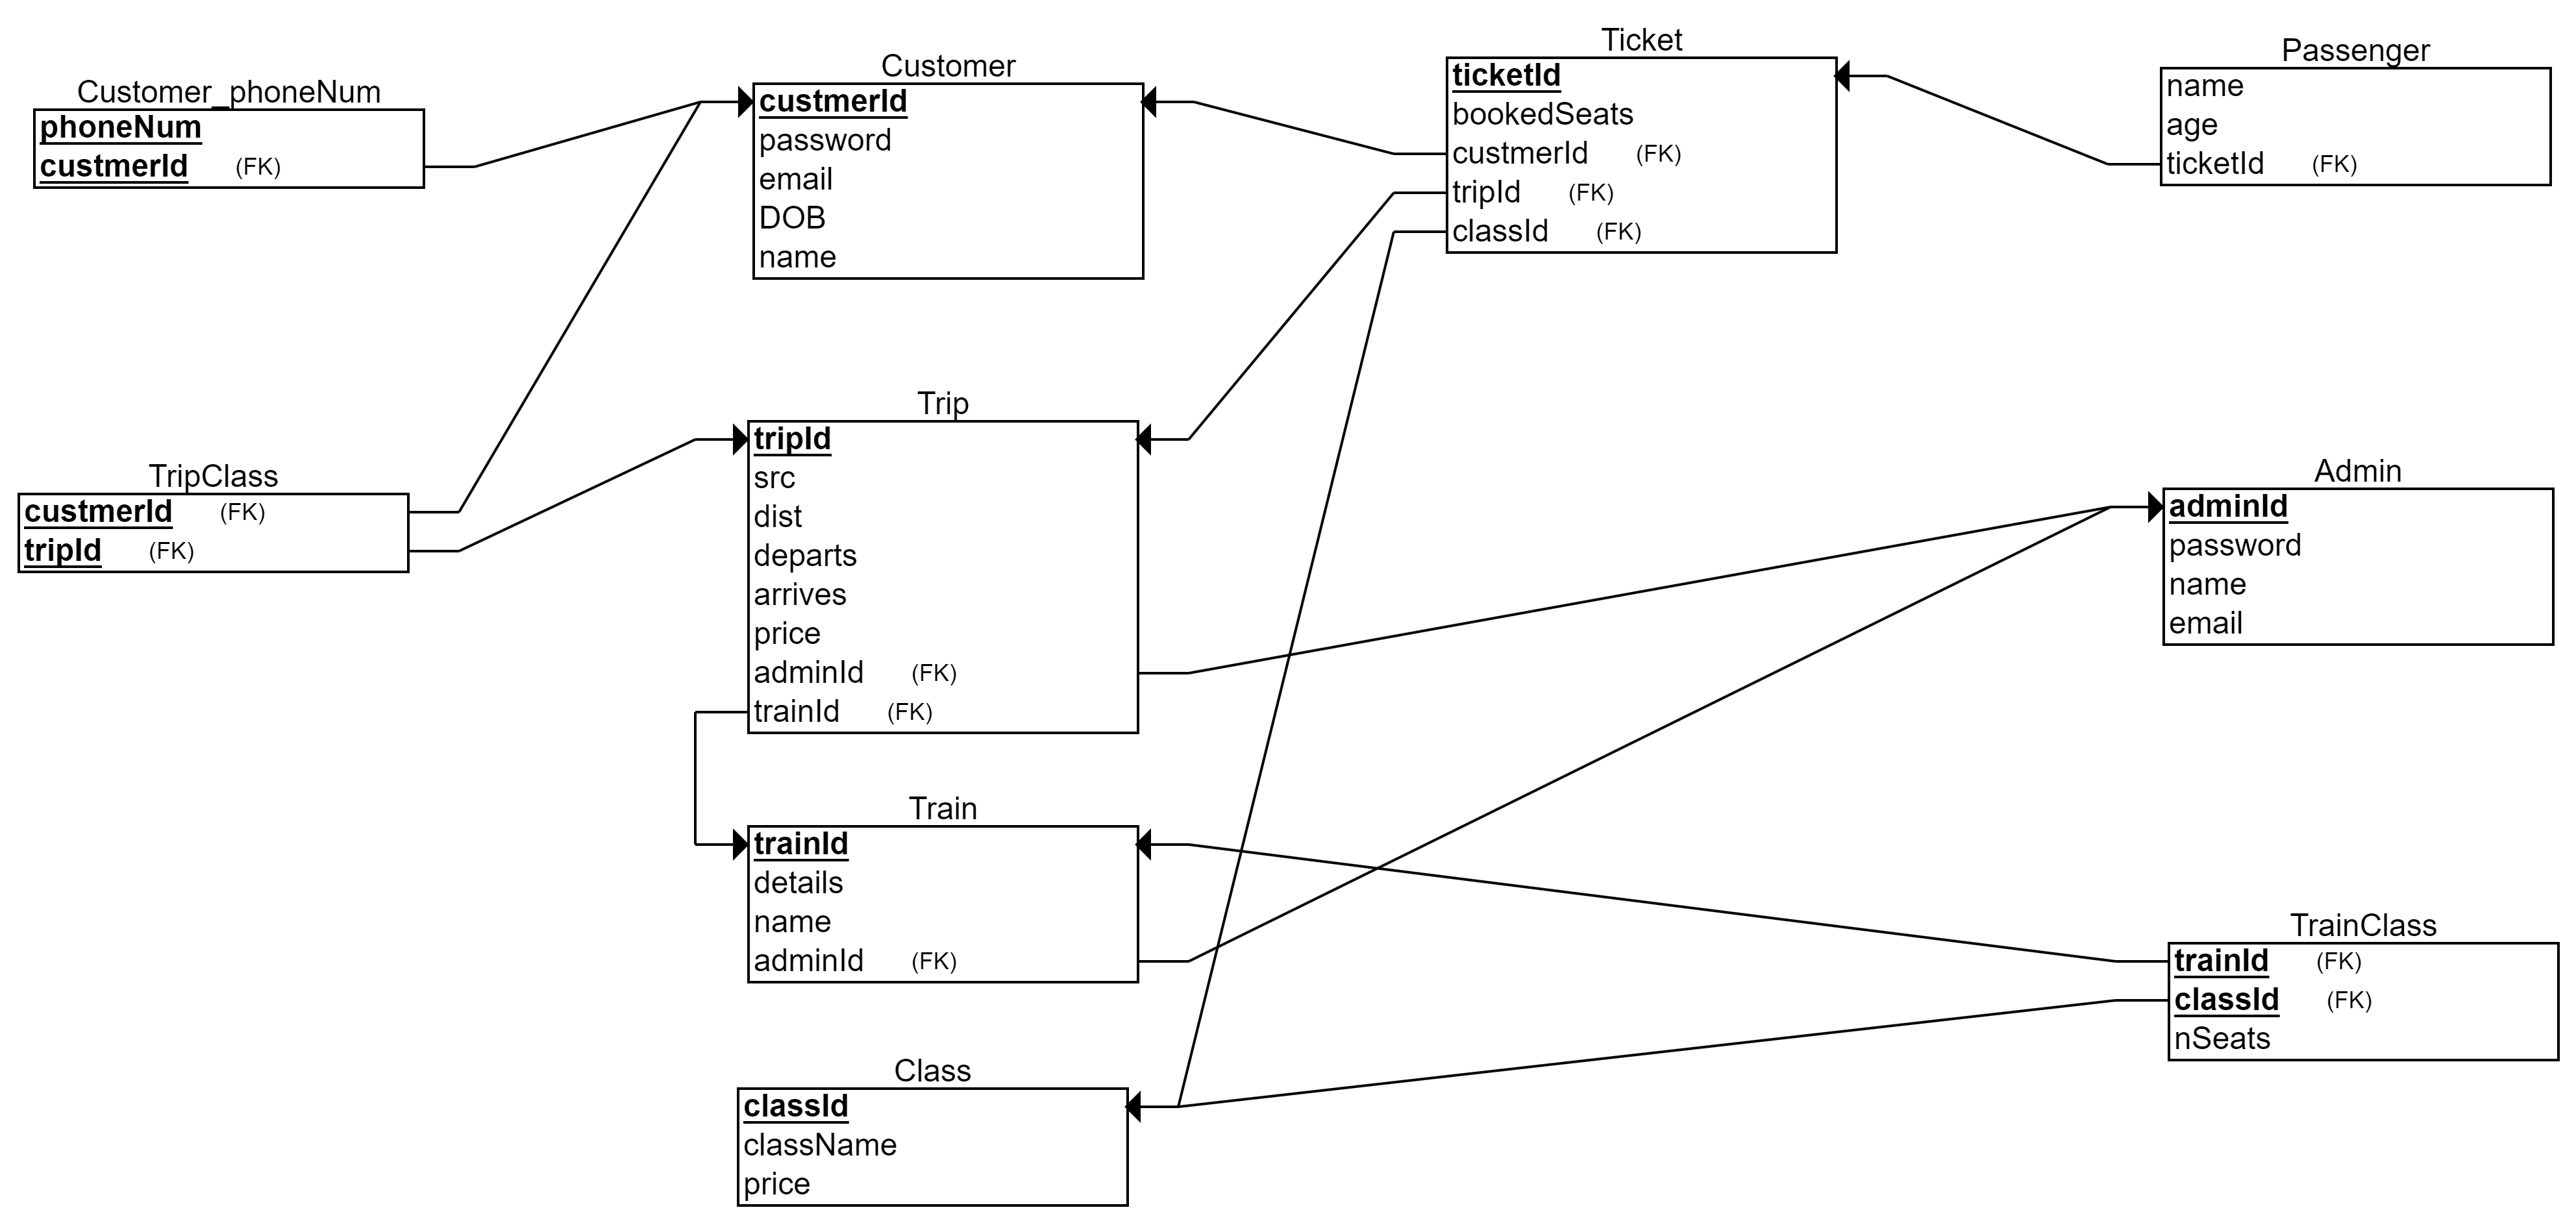 Customer_phoneNum
phoneNum
custmerId (FK)
Customer
custmerId
password
email
DOB
name
Ticket
ticketId
bookedSeats
custmerId (FK)
tripId (FK)
classId (FK)
Passenger
name
age
ticketId (FK)
TripClass
custmerId (FK)
tripId (FK)
Trip
tripId
src
dist
departs
arrives
price
adminId (FK)
trainId (FK)
Admin
adminId
password
name
email
Train
trainId
details
name
adminId (FK)
TrainClass
trainId (FK)
classId (FK)
nSeats
Class
classId
className
price